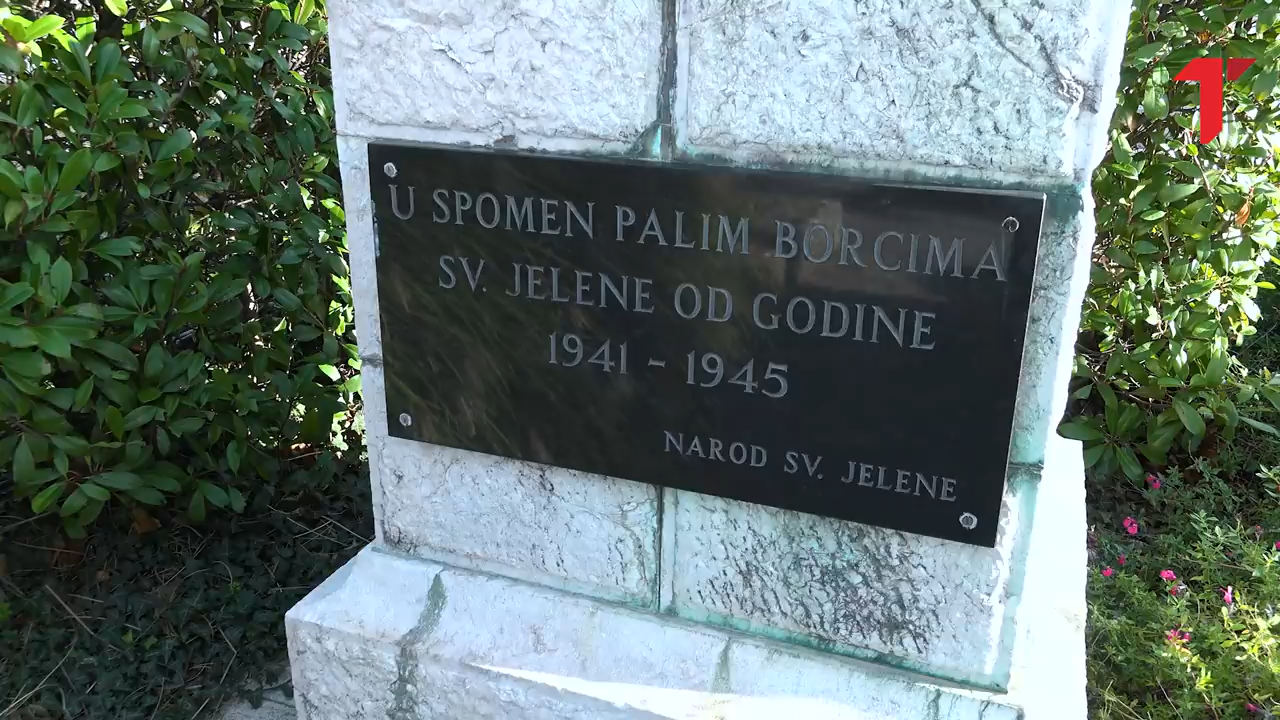 U SPOMEN PALIM BORCIMA
SV. JELENE OD GODINE
1941 - 1945
NAROD SV. JELENE